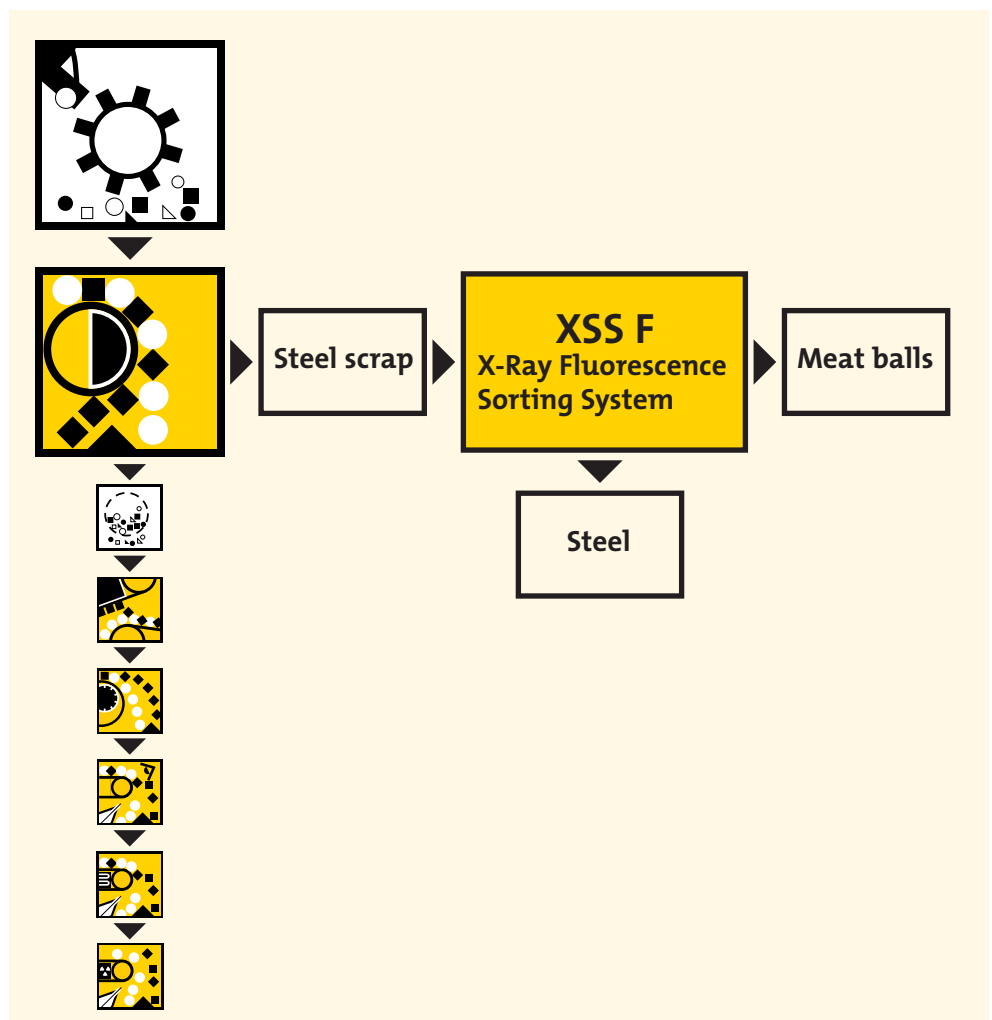 Steel scrap
XSS F
X-Ray Fluorescence
Sorting System
Meat balls
Steel